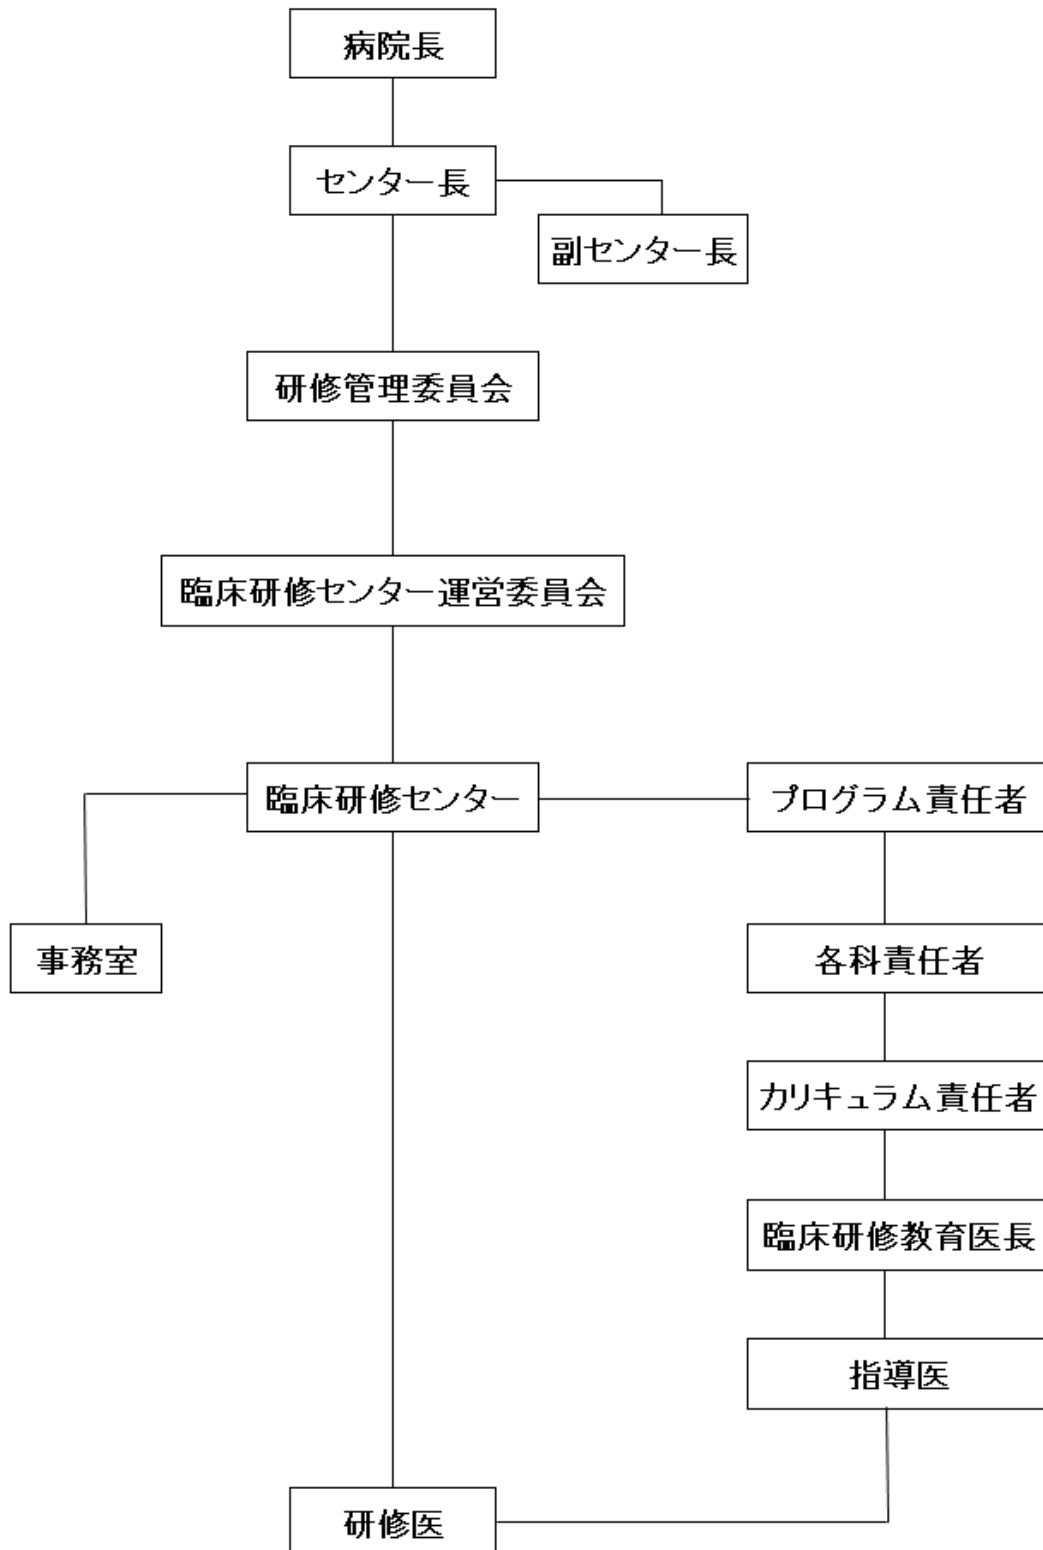 病院長
センター長
副センター長
研修管理委員会
臨床研修センター運営委員会
臨床研修センター
プログラム責任者
事務室
各科責任者
カリキュラム責任者
臨床研修教育医長
指導医
研修医